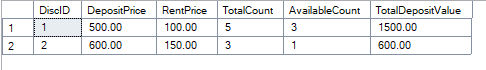 DiscID DepositPrice RentPrice TotalCount AvailableCount TotalDepositValue
1 1 500.00 100.00 5 3 1500.00
2 2 600.00 150.00 3 1 600.00